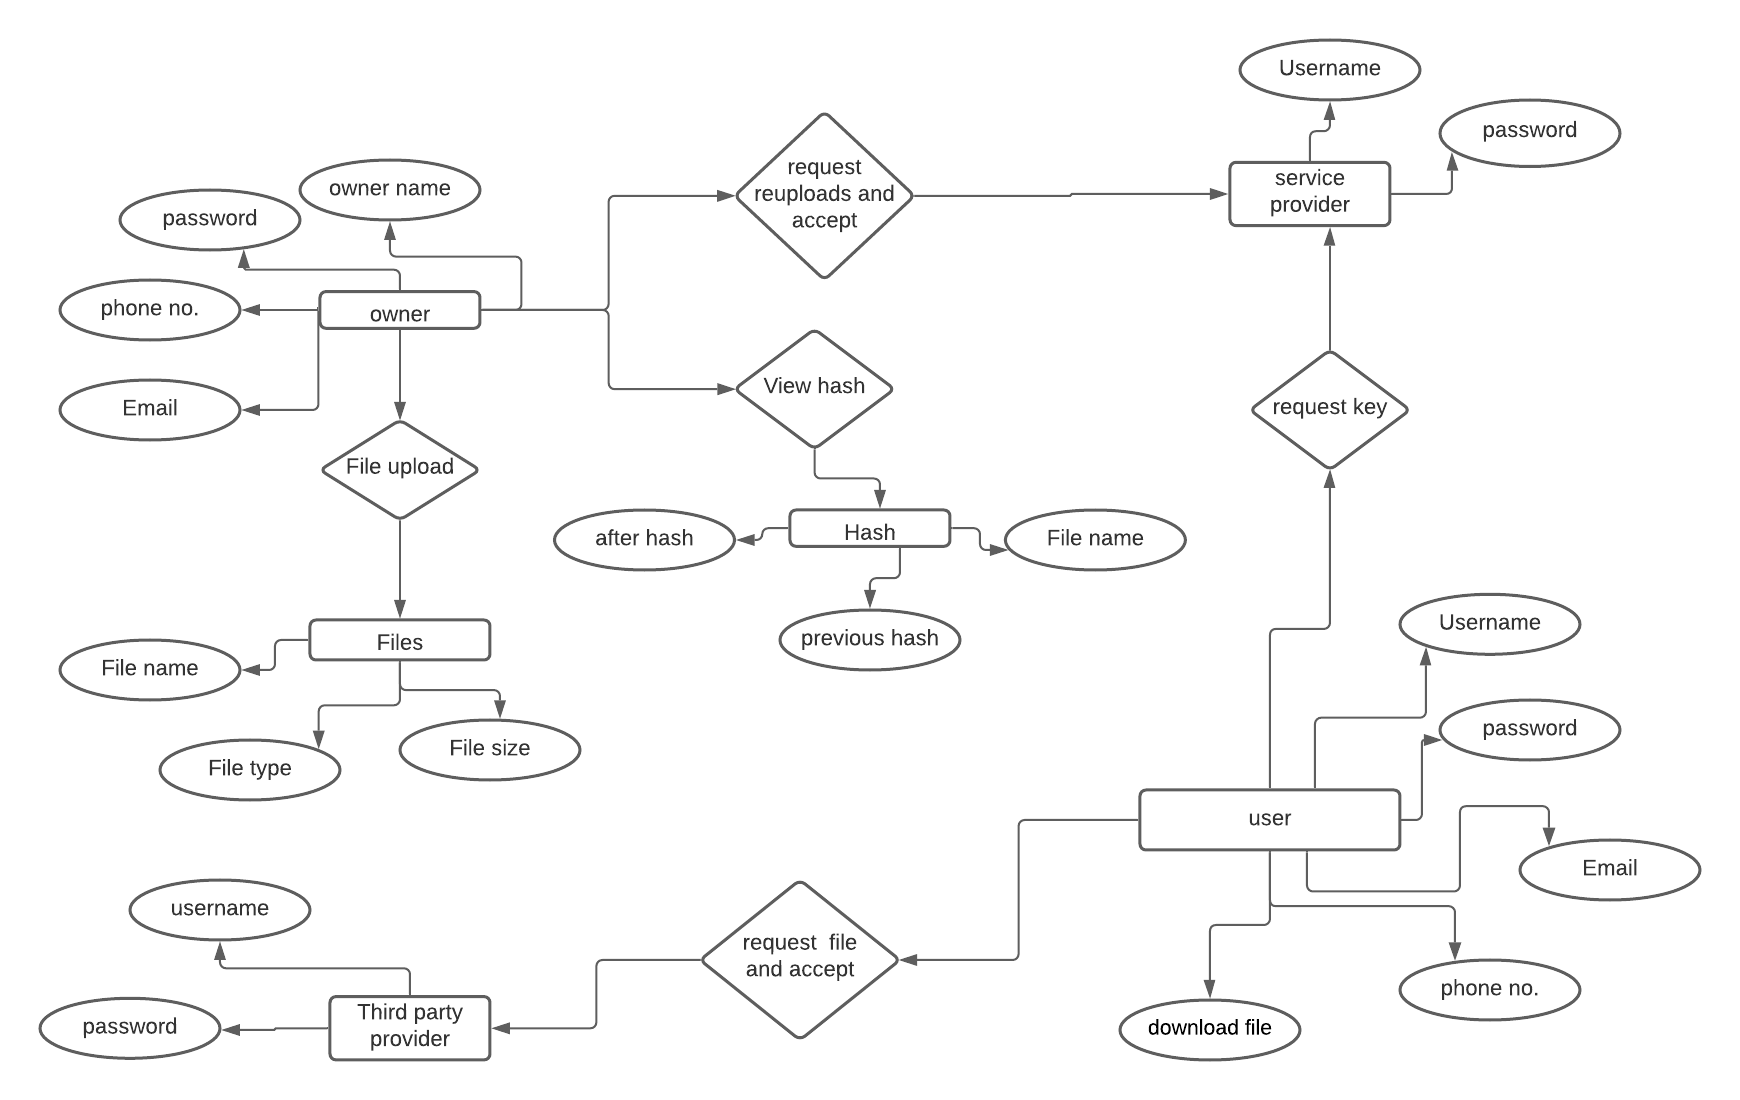 Username
password
request
reuploads and
accept
service
provider
owner name
password
phone no.
owner
Email
View hash
request key
File upload
after hash
Hash
File name
previous hash
Files
File name
File type
File size
Username
password
user
Email
phone no.
download file
request  file
and accept
username
password
Third party
provider